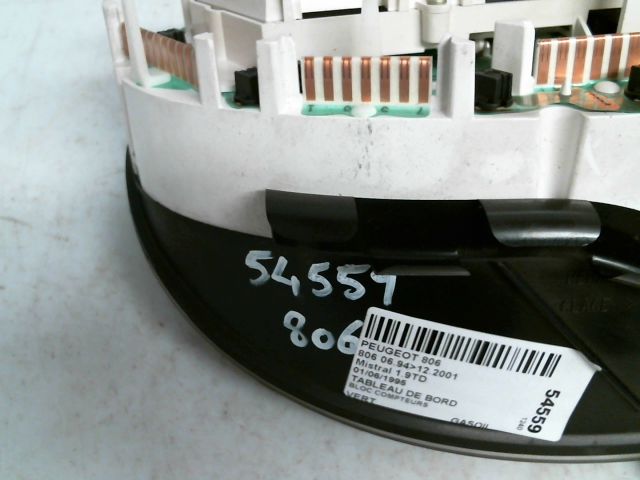 54559
806
PEUGEOT 806
806 06.94>12.2001
Mistral 1.9TD
01/06/1995
TABLEAU DE BORD
BLOC COMPTEURS
VERT GASOIL
54559
1240